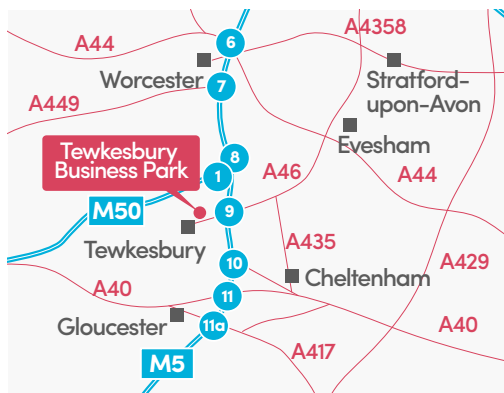 A44
6
A4358
Worcester
Stratford-
upon-Avon
7
A449
Evesham
Tewkesbury
Business Park
8
1
A46
A44
M50
9
Tewkesbury
A435
10
A429
Cheltenham
A40
11
Gloucester
11a
A40
A417
M5